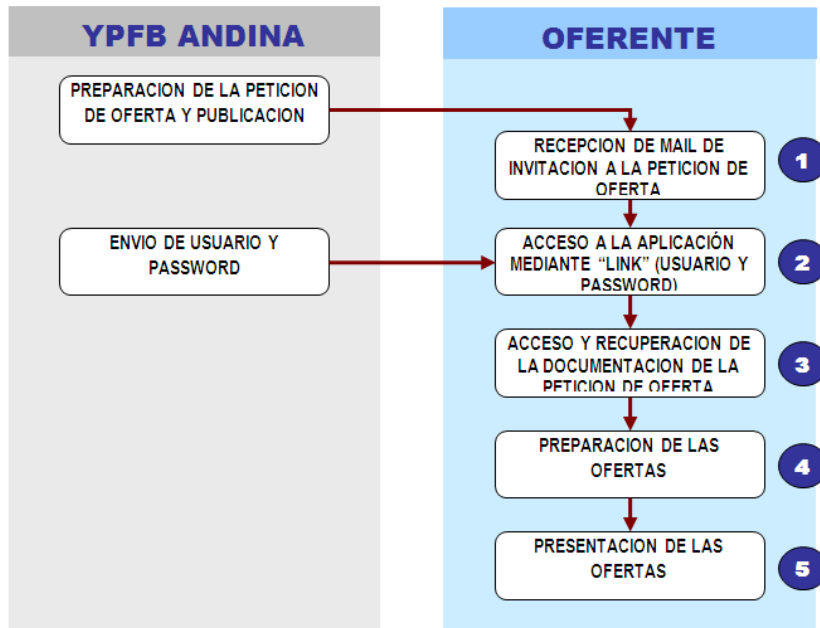 YPFB ANDINA
OFERENTE
PREPARACION DE LA PETICION
DE OFERTA Y PUBLICACION
RECEPCION DE MAIL DE
INVITACION A LA PETICION DE
OFERTA
1
ENVIO DE USUARIO Y
PASSWORD
ACCESO A LA APLICACIÓN
MEDIANTE “LINK” (USUARIO Y
PASSWORD)
2
ACCESO Y RECUPERACION DE
LA DOCUMENTACION DE LA
PETICION DE OFERTA
3
PREPARACION DE LAS
OFERTAS
4
PRESENTACION DE LAS
OFERTAS
5